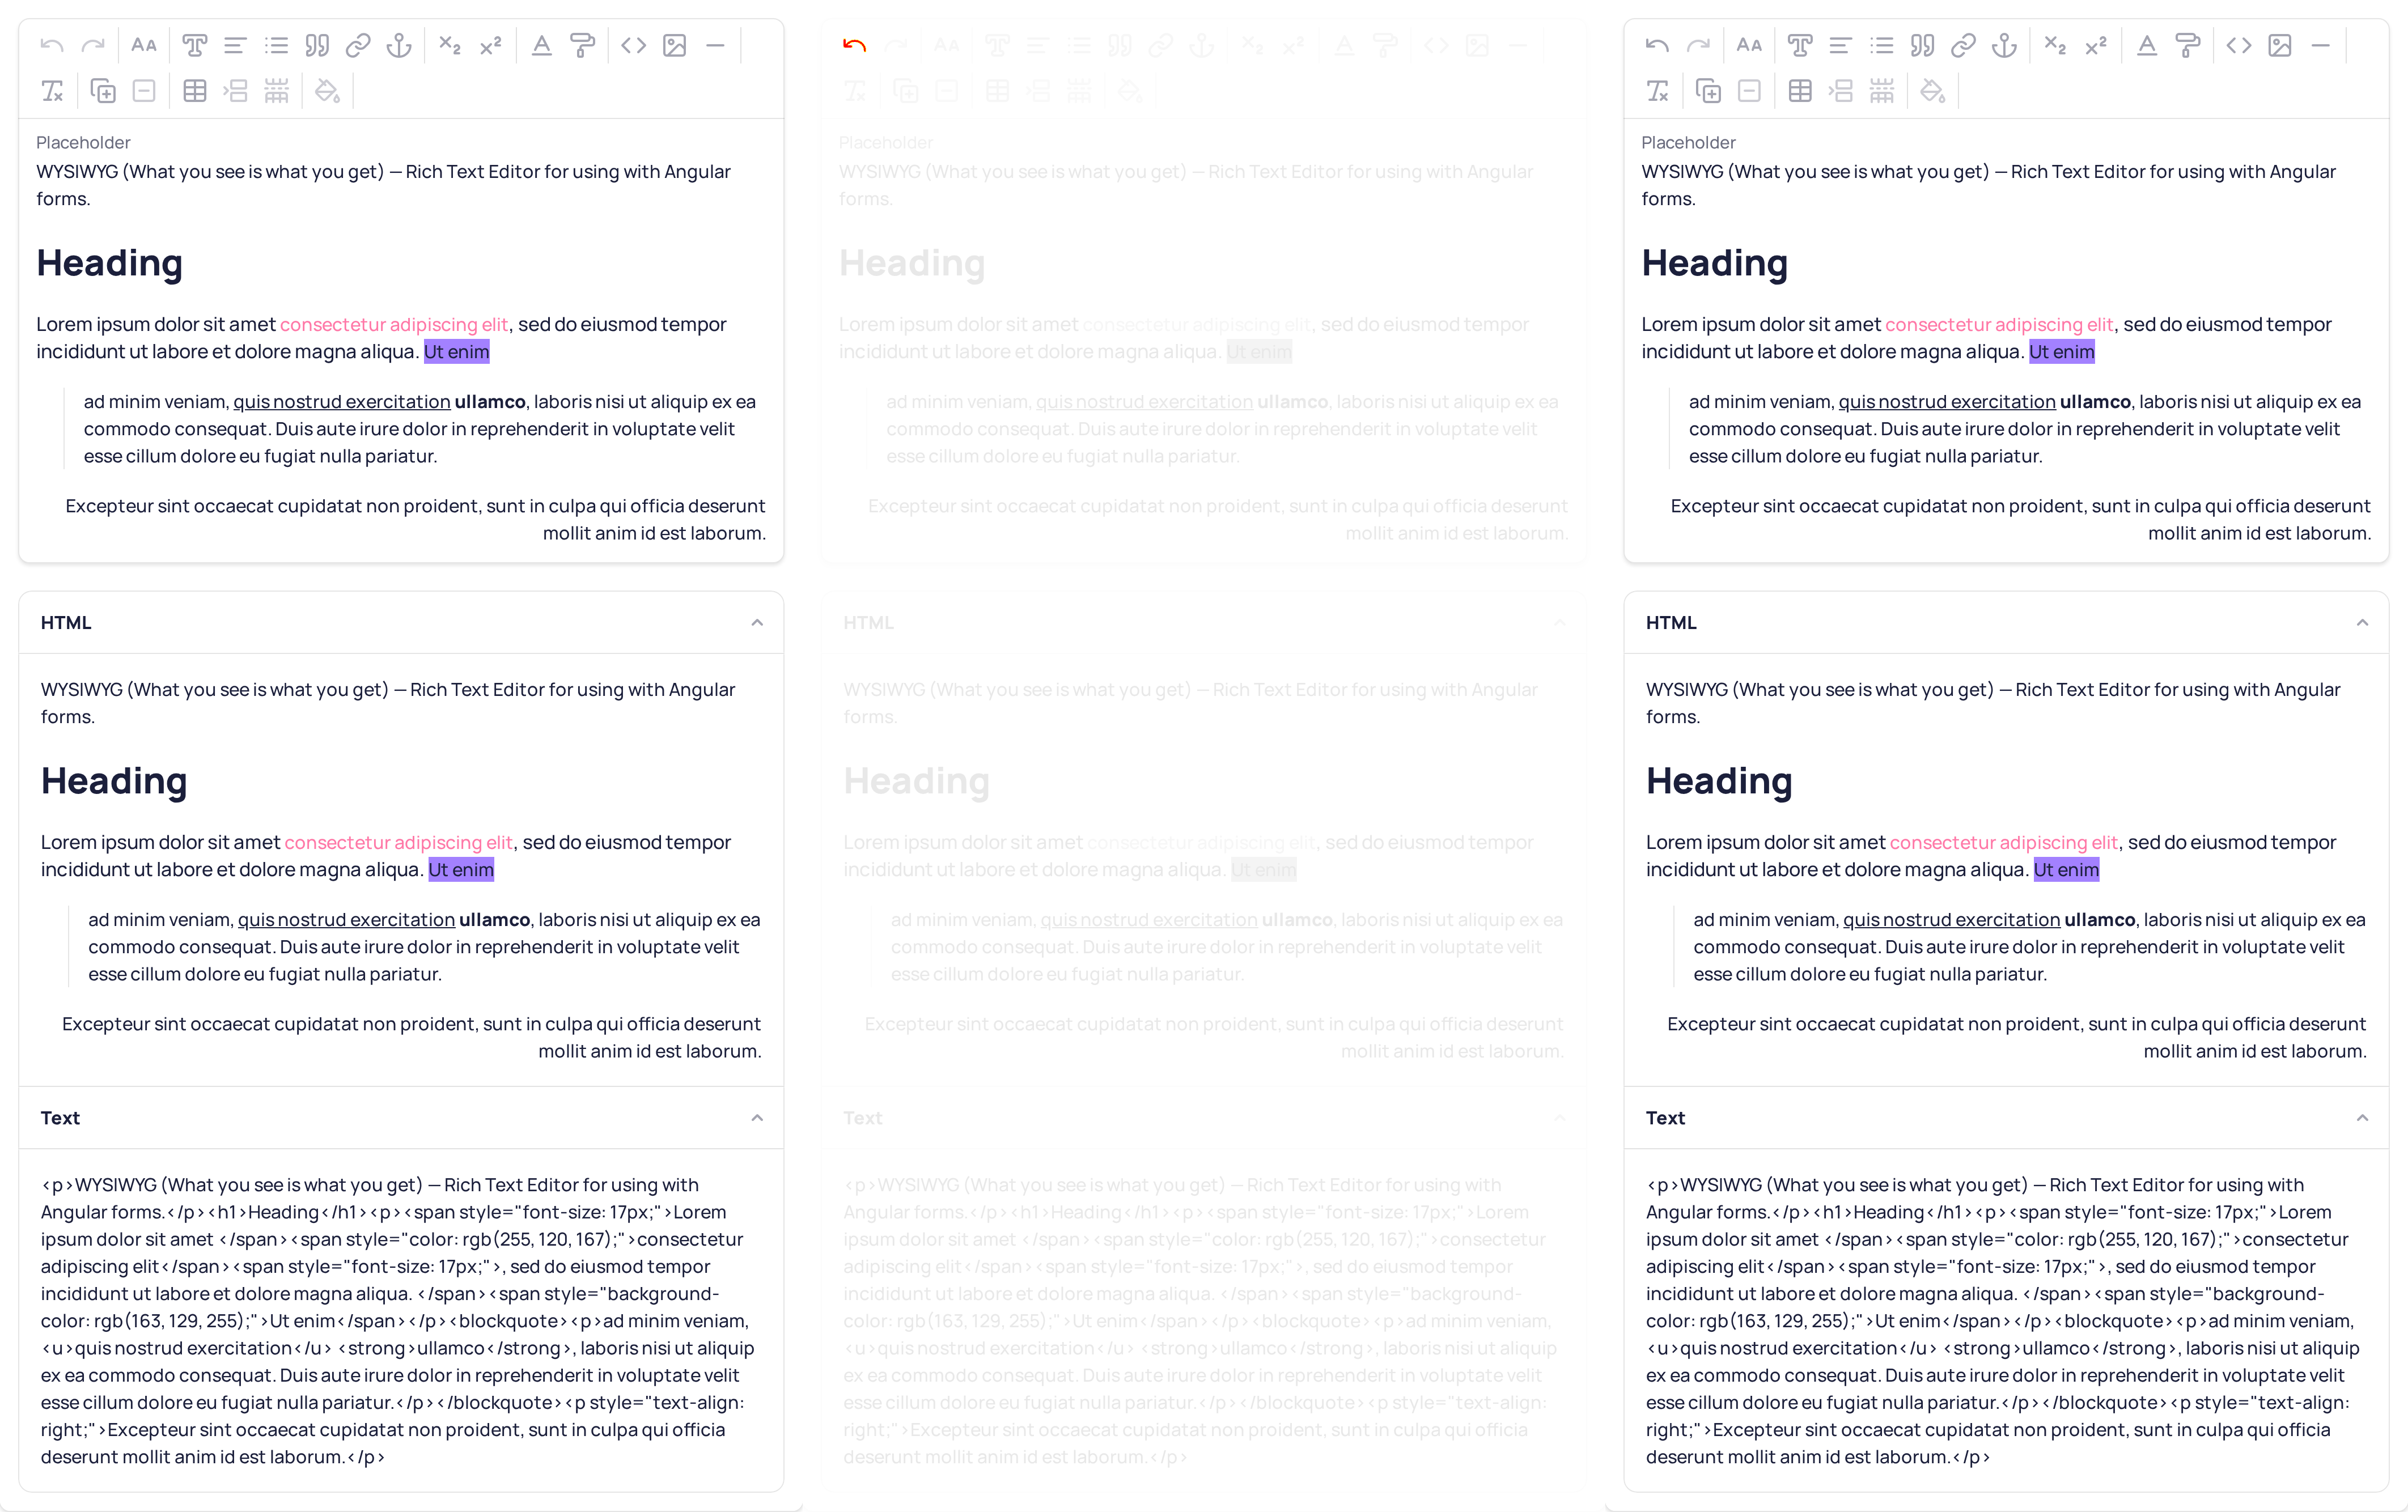 Placeholder
WYSIWYG (What you see is what you get) — Rich Text Editor for using with Angular
forms.
Heading
Lorem ipsum dolor sit amet consectetur adipiscing elit, sed do eiusmod tempor
incididunt ut labore et dolore magna aliqua. Ut enim
ad minim veniam, quis nostrud exercitation ullamco, laboris nisi ut aliquip ex ea
commodo consequat. Duis aute irure dolor in reprehenderit in voluptate velit
esse cillum dolore eu fugiat nulla pariatur.
Excepteur sint occaecat cupidatat non proident, sunt in culpa qui officia deserunt
mollit anim id est laborum.
HTML
WYSIWYG (What you see is what you get) — Rich Text Editor for using with Angular
forms.
Heading
Lorem ipsum dolor sit amet consectetur adipiscing elit, sed do eiusmod tempor
incididunt ut labore et dolore magna aliqua. Ut enim
ad minim veniam, quis nostrud exercitation ullamco, laboris nisi ut aliquip ex ea
commodo consequat. Duis aute irure dolor in reprehenderit in voluptate velit
esse cillum dolore eu fugiat nulla pariatur.
Excepteur sint occaecat cupidatat non proident, sunt in culpa qui officia deserunt
mollit anim id est laborum.
Text
<p>WYSIWYG (What you see is what you get) — Rich Text Editor for using with
Angular forms.</p><h1>Heading</h1><p><span style="font-size: 17px;">Lorem
ipsum dolor sit amet </span><span style="color: rgb(255, 120, 167);">consectetur
adipiscing elit</span><span style="font-size: 17px;">, sed do eiusmod tempor
incididunt ut labore et dolore magna aliqua. </span><span style="background-
color: rgb(163, 129, 255);">Ut enim</span></p><blockquote><p>ad minim veniam,
<u>quis nostrud exercitation</u> <strong>ullamco</strong>, laboris nisi ut aliquip
ex ea commodo consequat. Duis aute irure dolor in reprehenderit in voluptate velit
esse cillum dolore eu fugiat nulla pariatur.</p></blockquote><p style="text-align:
right;">Excepteur sint occaecat cupidatat non proident, sunt in culpa qui officia
deserunt mollit anim id est laborum.</p>
Placeholder
WYSIWYG (What you see is what you get) — Rich Text Editor for using with Angular
forms.
Heading
Lorem ipsum dolor sit amet consectetur adipiscing elit, sed do eiusmod tempor
incididunt ut labore et dolore magna aliqua. Ut enim
ad minim veniam, quis nostrud exercitation ullamco, laboris nisi ut aliquip ex ea
commodo consequat. Duis aute irure dolor in reprehenderit in voluptate velit
esse cillum dolore eu fugiat nulla pariatur.
Excepteur sint occaecat cupidatat non proident, sunt in culpa qui officia deserunt
mollit anim id est laborum.
HTML
WYSIWYG (What you see is what you get) — Rich Text Editor for using with Angular
forms.
Heading
Lorem ipsum dolor sit amet consectetur adipiscing elit, sed do eiusmod tempor
incididunt ut labore et dolore magna aliqua. Ut enim
ad minim veniam, quis nostrud exercitation ullamco, laboris nisi ut aliquip ex ea
commodo consequat. Duis aute irure dolor in reprehenderit in voluptate velit
esse cillum dolore eu fugiat nulla pariatur.
Excepteur sint occaecat cupidatat non proident, sunt in culpa qui officia deserunt
mollit anim id est laborum.
Text
<p>WYSIWYG (What you see is what you get) — Rich Text Editor for using with
Angular forms.</p><h1>Heading</h1><p><span style="font-size: 17px;">Lorem
ipsum dolor sit amet </span><span style="color: rgb(255, 120, 167);">consectetur
adipiscing elit</span><span style="font-size: 17px;">, sed do eiusmod tempor
incididunt ut labore et dolore magna aliqua. </span><span style="background-
color: rgb(163, 129, 255);">Ut enim</span></p><blockquote><p>ad minim veniam,
<u>quis nostrud exercitation</u> <strong>ullamco</strong>, laboris nisi ut aliquip
ex ea commodo consequat. Duis aute irure dolor in reprehenderit in voluptate velit
esse cillum dolore eu fugiat nulla pariatur.</p></blockquote><p style="text-align:
right;">Excepteur sint occaecat cupidatat non proident, sunt in culpa qui officia
deserunt mollit anim id est laborum.</p>
Placeholder
WYSIWYG (What you see is what you get) — Rich Text Editor for using with Angular
forms.
Heading
Lorem ipsum dolor sit amet consectetur adipiscing elit, sed do eiusmod tempor
incididunt ut labore et dolore magna aliqua. Ut enim
ad minim veniam, quis nostrud exercitation ullamco, laboris nisi ut aliquip ex ea
commodo consequat. Duis aute irure dolor in reprehenderit in voluptate velit
esse cillum dolore eu fugiat nulla pariatur.
Excepteur sint occaecat cupidatat non proident, sunt in culpa qui officia deserunt
mollit anim id est laborum.
HTML
WYSIWYG (What you see is what you get) — Rich Text Editor for using with Angular
forms.
Heading
Lorem ipsum dolor sit amet consectetur adipiscing elit, sed do eiusmod tempor
incididunt ut labore et dolore magna aliqua. Ut enim
ad minim veniam, quis nostrud exercitation ullamco, laboris nisi ut aliquip ex ea
commodo consequat. Duis aute irure dolor in reprehenderit in voluptate velit
esse cillum dolore eu fugiat nulla pariatur.
Excepteur sint occaecat cupidatat non proident, sunt in culpa qui officia deserunt
mollit anim id est laborum.
Text
<p>WYSIWYG (What you see is what you get) — Rich Text Editor for using with
Angular forms.</p><h1>Heading</h1><p><span style="font-size: 17px;">Lorem
ipsum dolor sit amet </span><span style="color: rgb(255, 120, 167);">consectetur
adipiscing elit</span><span style="font-size: 17px;">, sed do eiusmod tempor
incididunt ut labore et dolore magna aliqua. </span><span style="background-
color: rgb(163, 129, 255);">Ut enim</span></p><blockquote><p>ad minim veniam,
<u>quis nostrud exercitation</u> <strong>ullamco</strong>, laboris nisi ut aliquip
ex ea commodo consequat. Duis aute irure dolor in reprehenderit in voluptate velit
esse cillum dolore eu fugiat nulla pariatur.</p></blockquote><p style="text-align:
right;">Excepteur sint occaecat cupidatat non proident, sunt in culpa qui officia
deserunt mollit anim id est laborum.</p>